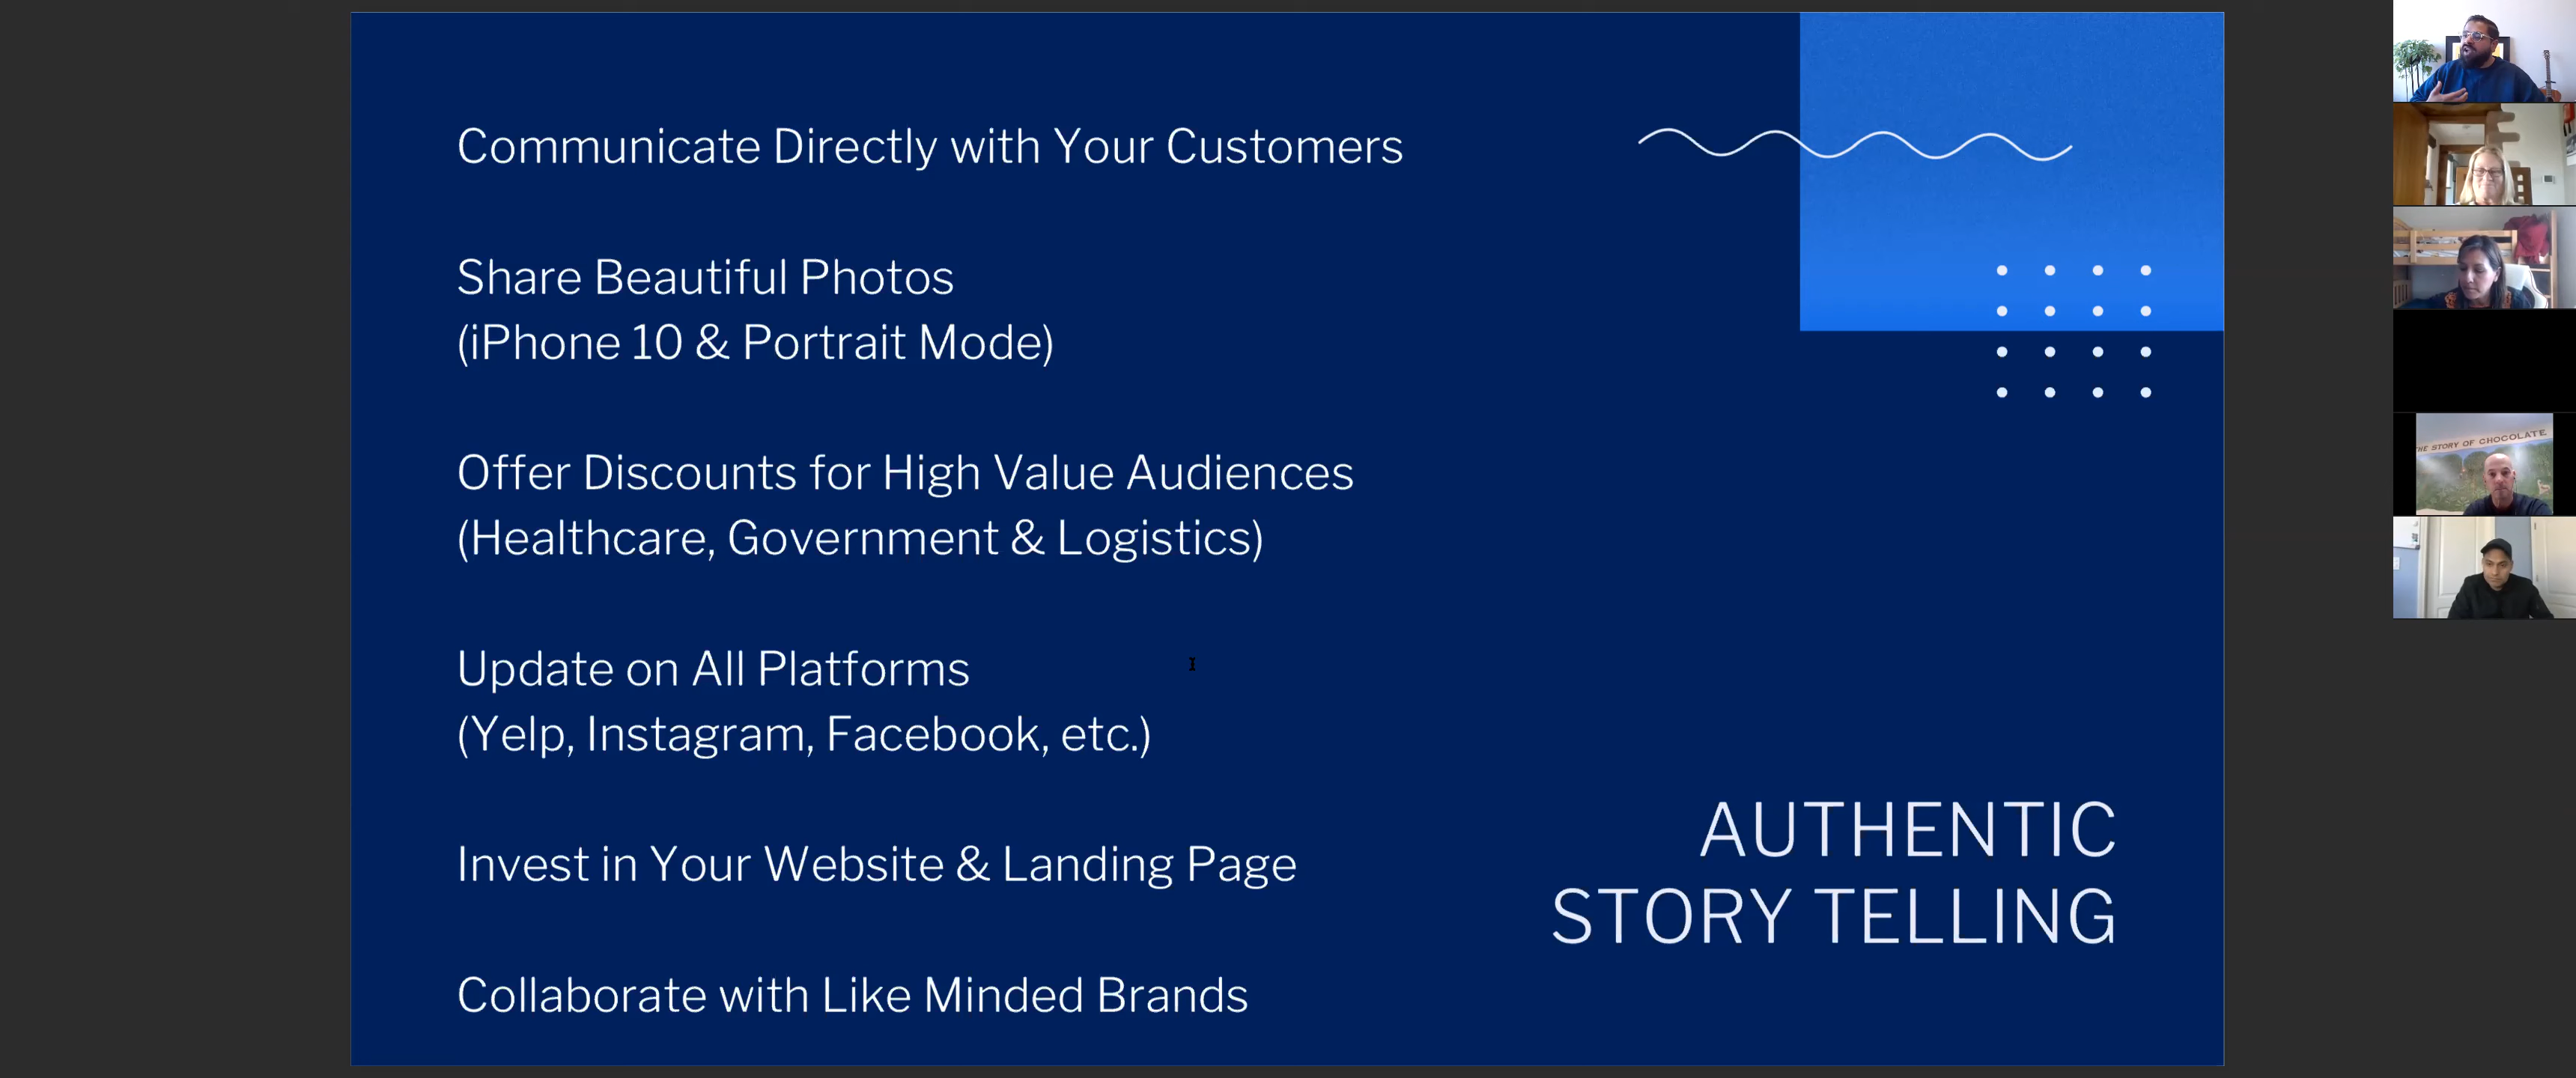 Communicate Directly with Your Customers
Share Beautiful Photos
(iPhone 10 & Portrait Mode)
Offer Discounts for High Value Audiences
(Healthcare, Government & Logistics)
Update on All Platforms
(Yelp, Instagram, Facebook, etc.)
Invest in Your Website & Landing Page
Collaborate with Like Minded Brands
AUTHENTIC
STORY TELLING
THE STORY OF CHOCOLATE